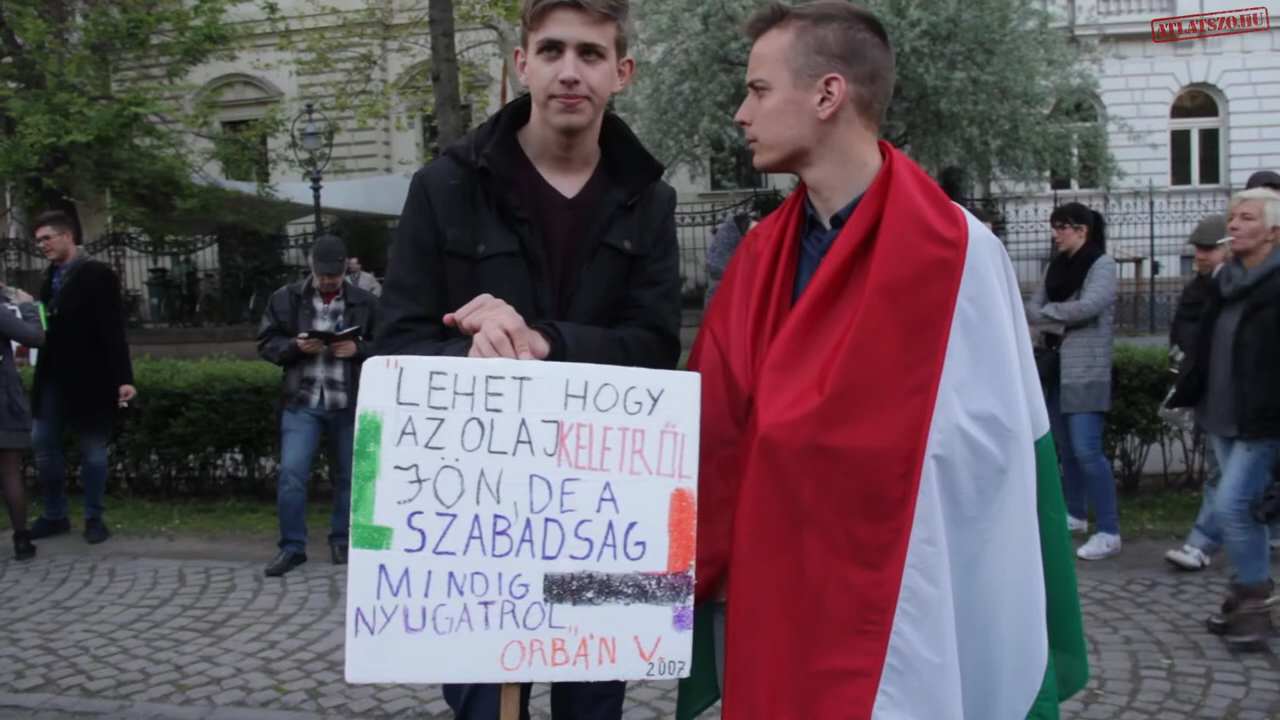 ATLATSZO.HU
"LEHET HOGY
AZ OLAJ KELETRŐL
JÖN, DE A
SZABADSÁG
MINDIG
NYUGATRÓL"
ORBÁN V.
2007